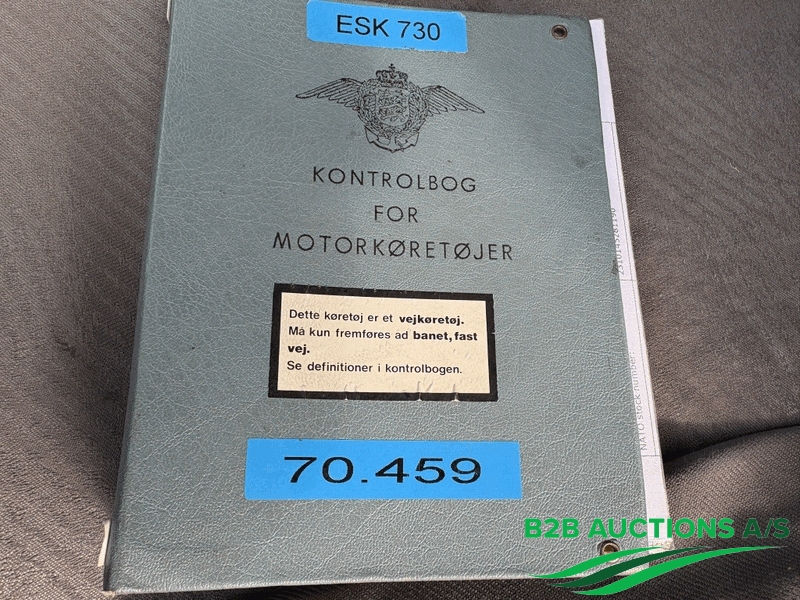 ESK 730
KONTROLBOG
FOR
MOTORKØRETØJER
Dette køretøj er et vejkøretøj.
Må kun fremføres ad banet, fast
vej.
Se definitioner i kontrolbogen.
70.459
NATO stock number:
B2B AUCTIONS A/S